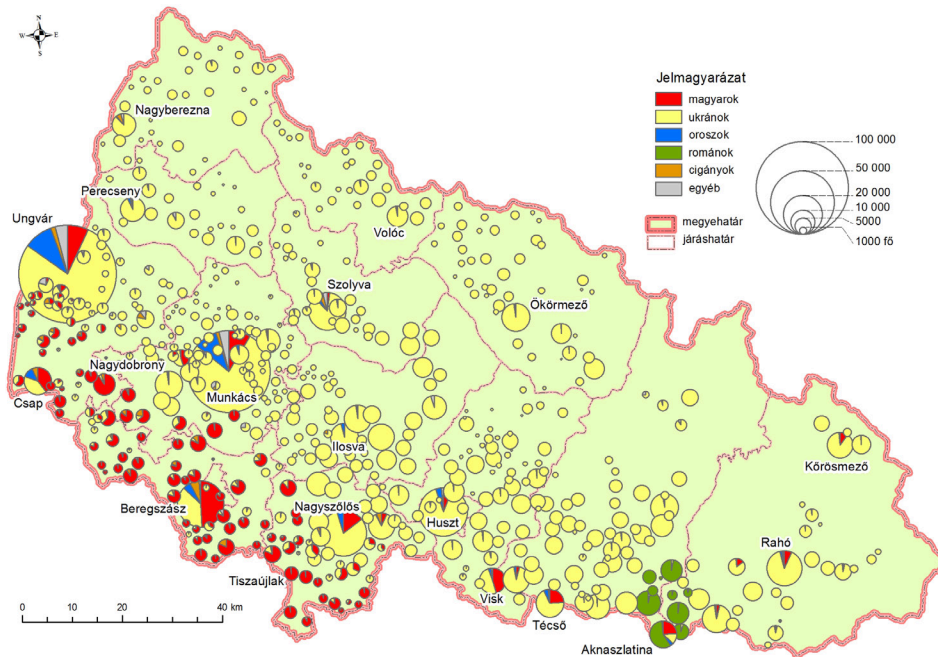 N
W E
S
Jelmagyarázat
magyarok
ukránok
oroszok
románok
cigányok
egyéb
megyehatár
járáshatár
100 000
50 000
20 000
10 000
5000
1000 fő
Nagyberezna
Perecseny
Ungvár
Volóc
Szolyva
Ökörmező
Nagydobrony
Munkács
Csap
Ilosva
Kőrösmező
Beregszász
Nagyszőlős
Huszt
Rahó
Tiszaújlak
Visk
Técső
Aknaszlatina
0 10 20 40 km